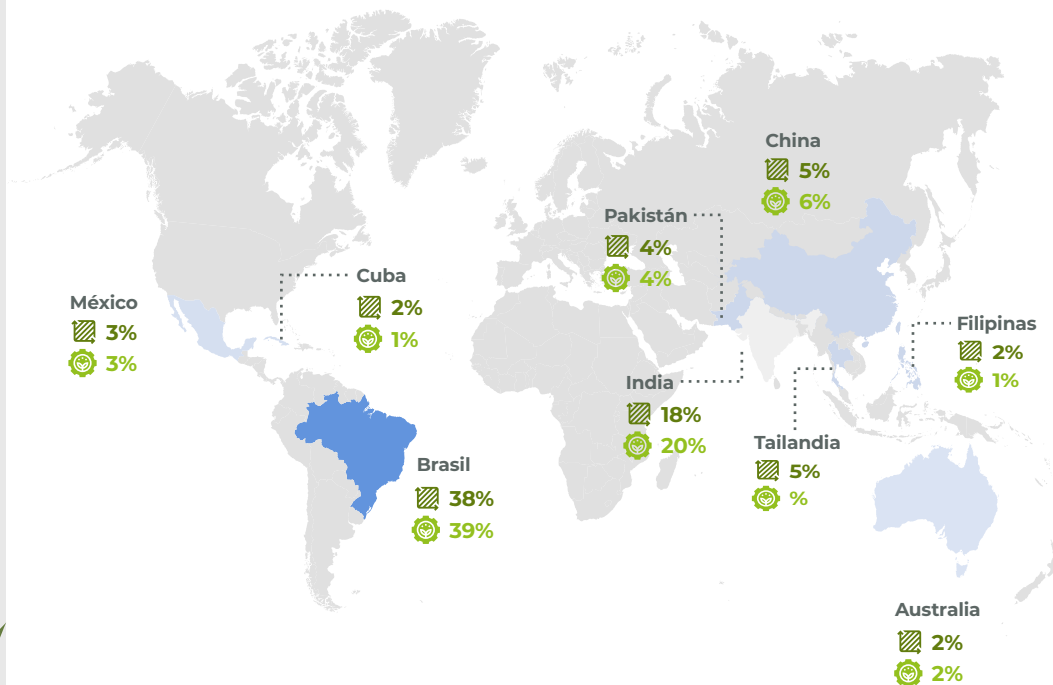 China
5%
6%
Pakistán
4%
4%
Cuba
2%
1%
México
3%
3%
Filipinas
2%
1%
India
18%
20%
Tailandia
5%
%
Brasil
38%
39%
Australia
2%
2%